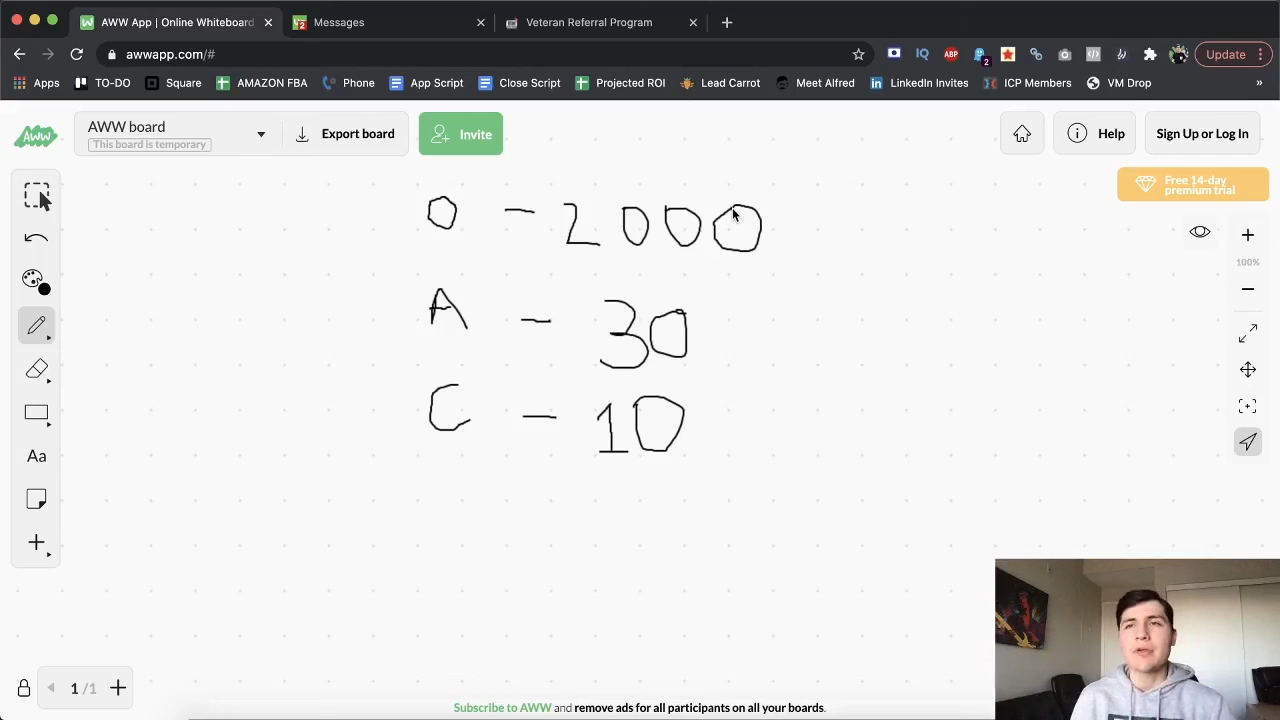 AWW App | Online Whiteboard
Messages
Veteran Referral Program
awwapp.com/#
ABP
2
Update
Apps
TO-DO
Square
AMAZON FBA
Phone
App Script
Close Script
Projected ROI
Lead Carrot
Meet Alfred
LinkedIn Invites
ICP Members
VM Drop
»
AWW
AWW board
This board is temporary
Export board
Invite
Help
Sign Up or Log In
Free 14-day
premium trial
100%
O - 2000
A - 30
C - 10
Aa
1 /1
Subscribe to AWW and remove ads for all participants on all your boards.